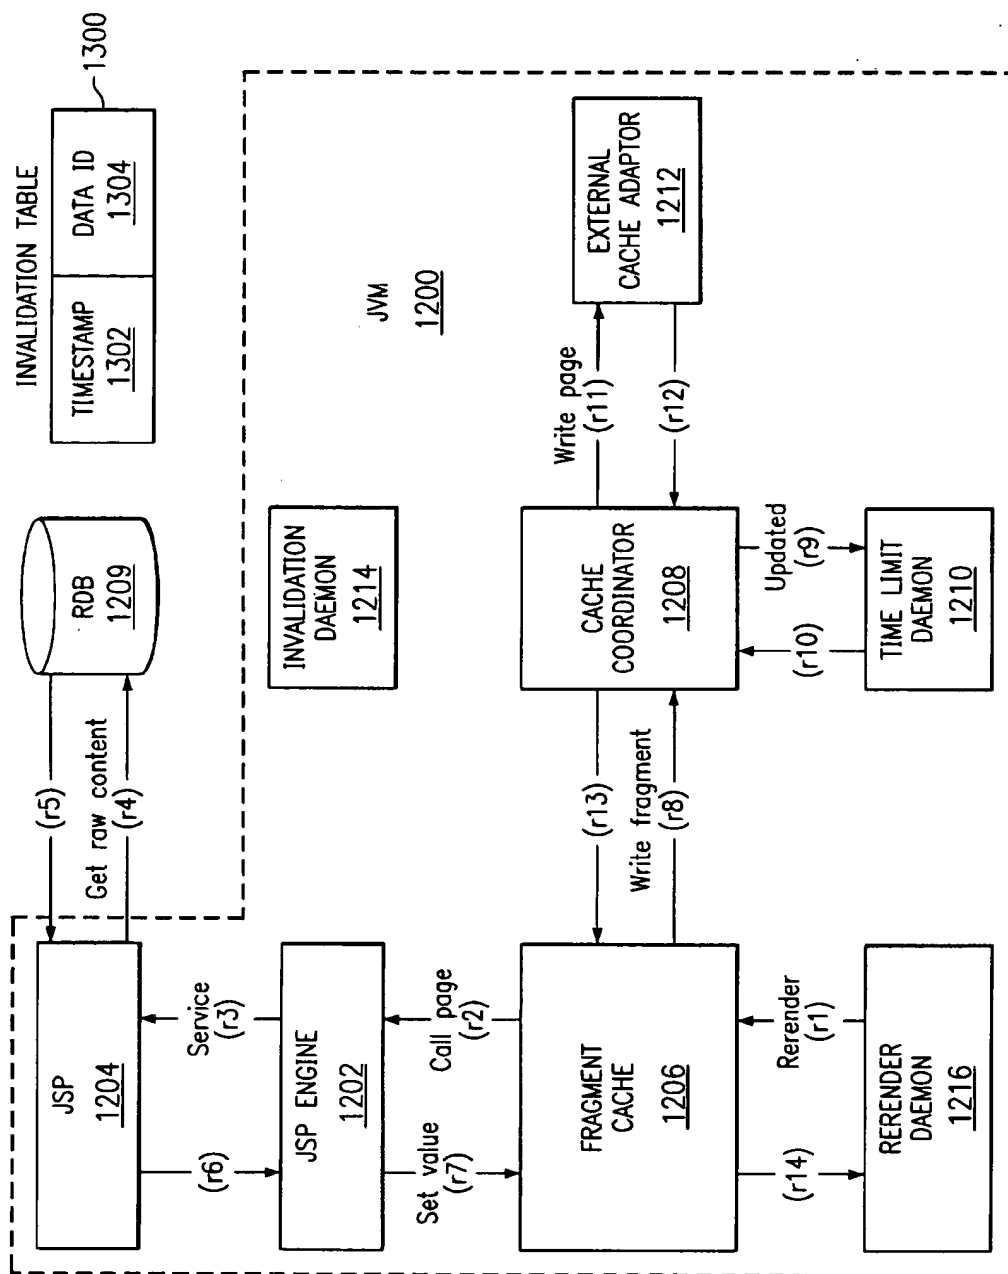 INVALIDATION TABLE
TIMESTAMP
1302
DATA ID
1304
1300
RDB
1209
(r5)
Get raw content
(r4)
JSP
1204
INVALIDATION
DAEMON
1214
JVM
1200
Service
(r3)
(r6)
JSP ENGINE
1202
Call page
(r2)
Set value
(r7)
FRAGMENT
CACHE
1206
(r13)
Write fragment
(r8)
CACHE
COORDINATOR
1208
Write page
(r11)
(r12)
EXTERNAL
CACHE ADAPTOR
1212
Rerender
(r1)
(r14)
RERENDER
DAEMON
1216
Updated
(r9)
(r10)
TIME LIMIT
DAEMON
1210